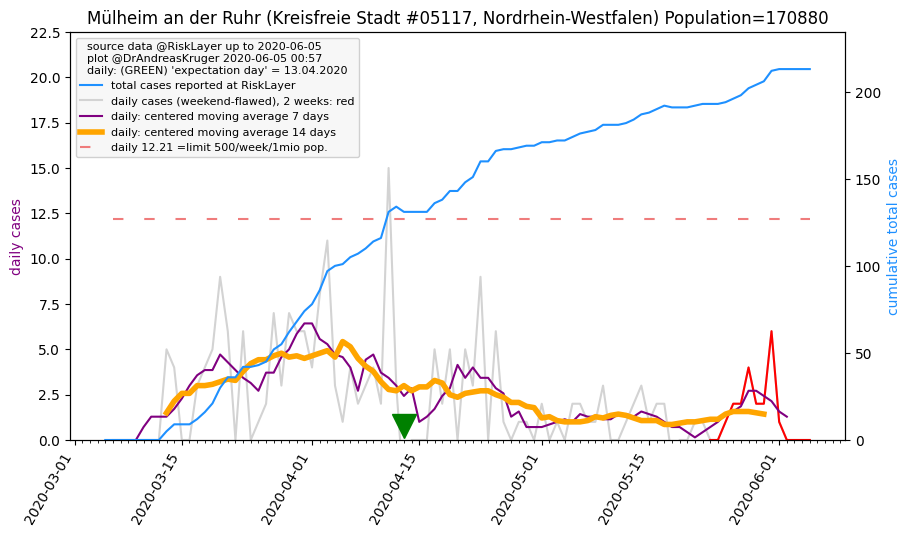 Mülheim an der Ruhr (Kreisfreie Stadt #05117, Nordrhein-Westfalen) Population=170880
source data @RiskLayer up to 2020-06-05
plot @DrAndreasKruger 2020-06-05 00:57
daily: (GREEN) 'expectation day' = 13.04.2020
total cases reported at RiskLayer
daily cases (weekend-flawed), 2 weeks: red
daily: centered moving average 7 days
daily: centered moving average 14 days
daily 12.21 =limit 500/week/1mio pop.
daily cases
22.5
20.0
17.5
15.0
12.5
10.0
7.5
5.0
2.5
0.0
cumulative total cases
200
150
100
50
0
2020-03-01
2020-03-15
2020-04-01
2020-04-15
2020-05-01
2020-05-15
2020-06-01